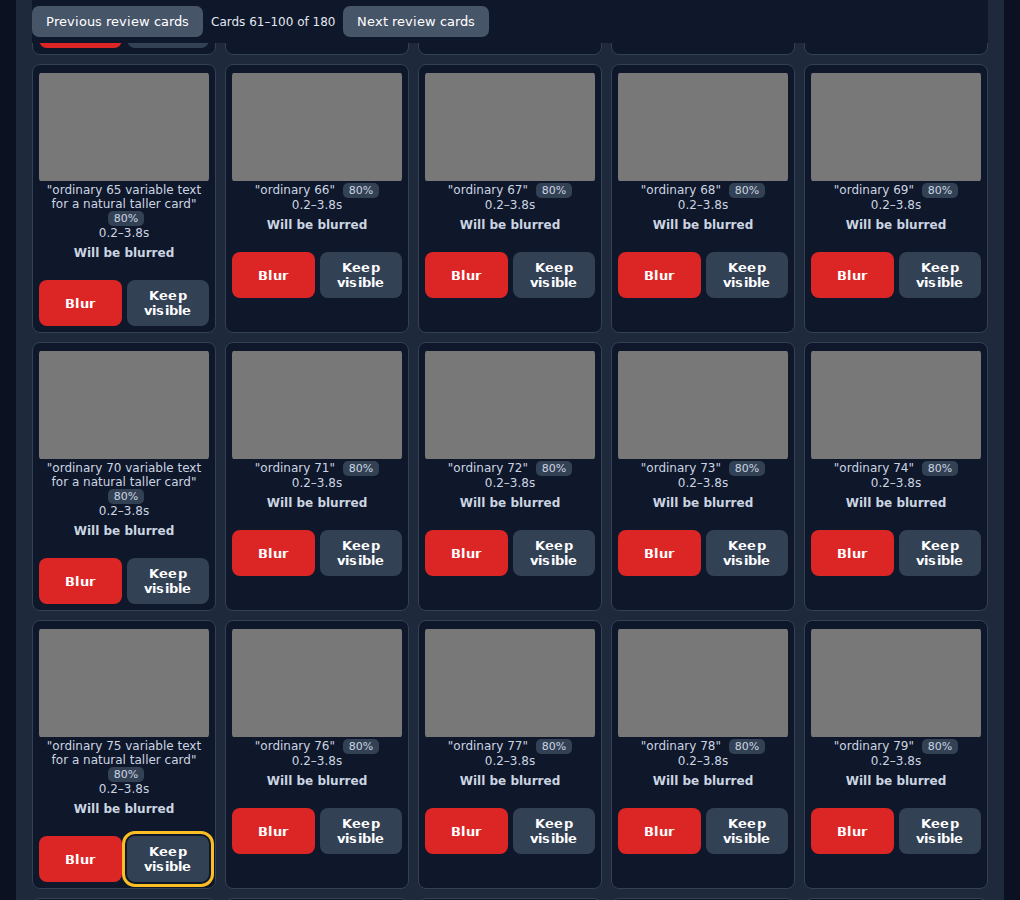 Previous review cards Cards 61–100 of 180 Next review cards
"ordinary 65 variable text
for a natural taller card"
80%
0.2–3.8s
Will be blurred
Blur
Keep
visible
"ordinary 66" 80%
0.2–3.8s
Will be blurred
Blur
Keep
visible
"ordinary 67" 80%
0.2–3.8s
Will be blurred
Blur
Keep
visible
"ordinary 68" 80%
0.2–3.8s
Will be blurred
Blur
Keep
visible
"ordinary 69" 80%
0.2–3.8s
Will be blurred
Blur
Keep
visible
"ordinary 70 variable text
for a natural taller card"
80%
0.2–3.8s
Will be blurred
Blur
Keep
visible
"ordinary 71" 80%
0.2–3.8s
Will be blurred
Blur
Keep
visible
"ordinary 72" 80%
0.2–3.8s
Will be blurred
Blur
Keep
visible
"ordinary 73" 80%
0.2–3.8s
Will be blurred
Blur
Keep
visible
"ordinary 74" 80%
0.2–3.8s
Will be blurred
Blur
Keep
visible
"ordinary 75 variable text
for a natural taller card"
80%
0.2–3.8s
Will be blurred
Blur
Keep
visible
"ordinary 76" 80%
0.2–3.8s
Will be blurred
Blur
Keep
visible
"ordinary 77" 80%
0.2–3.8s
Will be blurred
Blur
Keep
visible
"ordinary 78" 80%
0.2–3.8s
Will be blurred
Blur
Keep
visible
"ordinary 79" 80%
0.2–3.8s
Will be blurred
Blur
Keep
visible